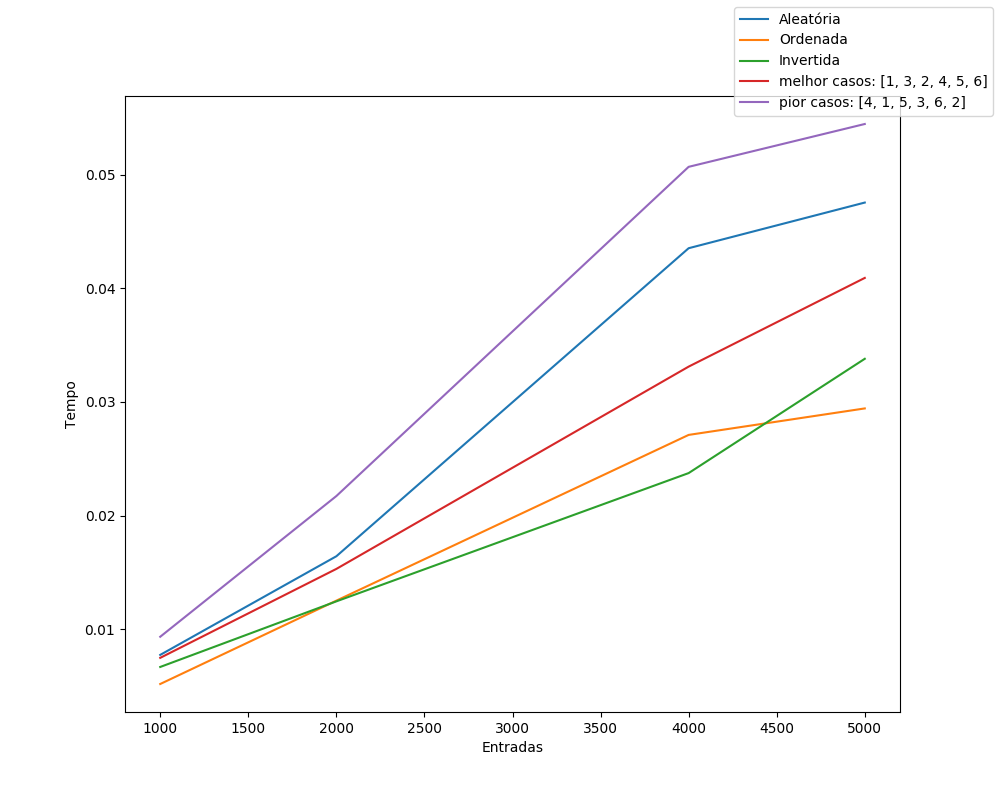 Aleatória
Ordenada
Invertida
melhor casos: [1, 3, 2, 4, 5, 6]
pior casos: [4, 1, 5, 3, 6, 2]
0.05
0.04
0.03
0.02
0.01
Tempo
1000 1500 2000 2500 3000 3500 4000 4500 5000
Entradas